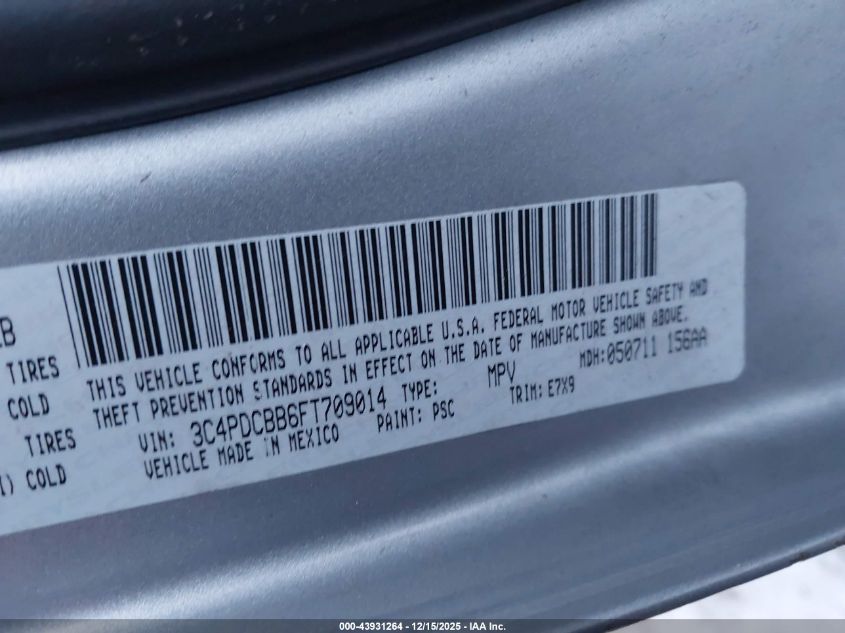 LB
TIRES
COLD
TIRES
COLD
THIS VEHICLE CONFORMS TO ALL APPLICABLE U.S.A. FEDERAL MOTOR VEHICLE SAFETY AND
THEFT PREVENTION STANDARDS IN EFFECT ON THE DATE OF MANUFACTURE SHOWN ABOVE.
VIN: 3C4PDCBB6FT709014 TYPE: MPV MDH:050711 156AA
VEHICLE MADE IN MEXICO PAINT: PSC TRIM: E7X9
000-43931264 - 12/15/2025 - IAA Inc.